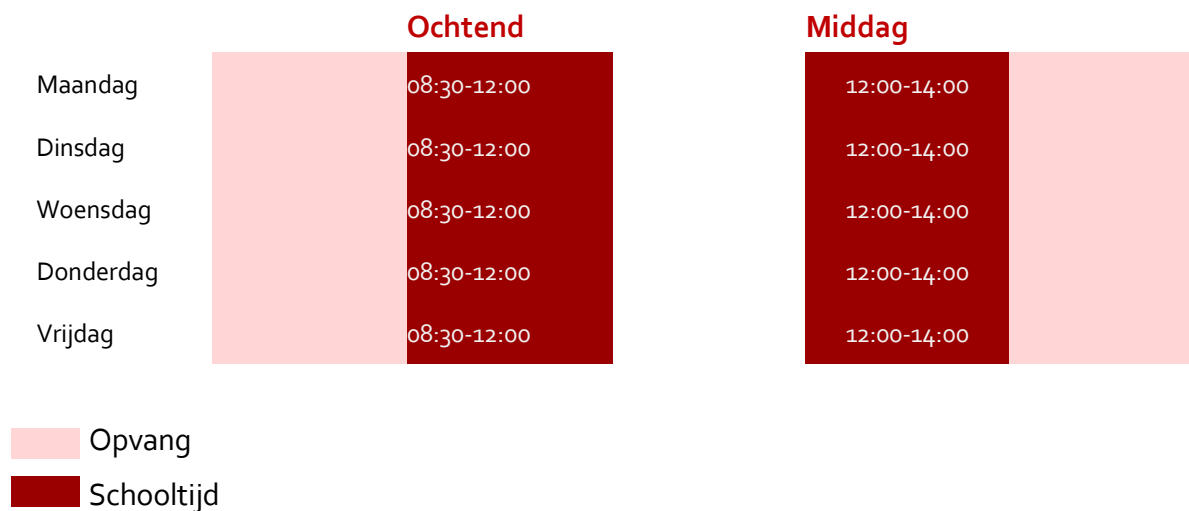 Ochtend Middag
Maandag 08:30-12:00 12:00-14:00
Dinsdag 08:30-12:00 12:00-14:00
Woensdag 08:30-12:00 12:00-14:00
Donderdag 08:30-12:00 12:00-14:00
Vrijdag 08:30-12:00 12:00-14:00
Opvang
Schooltijd